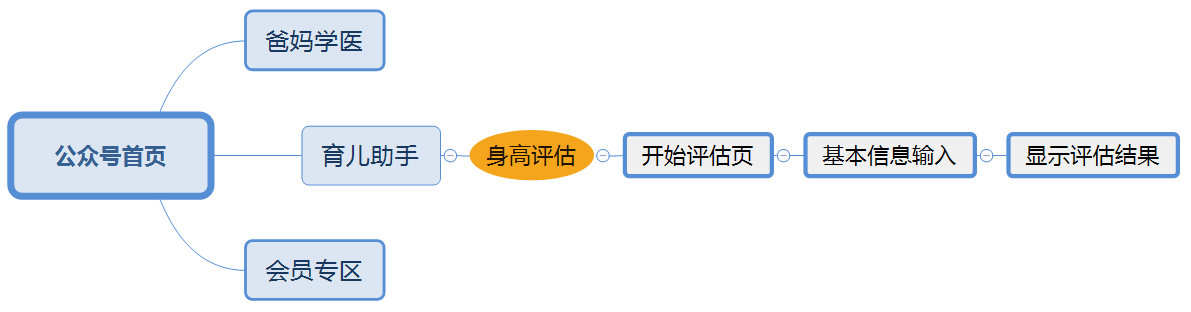 爸妈学医
公众号首页
育儿助手
身高评估
开始评估页
基本信息输入
显示评估结果
会员专区